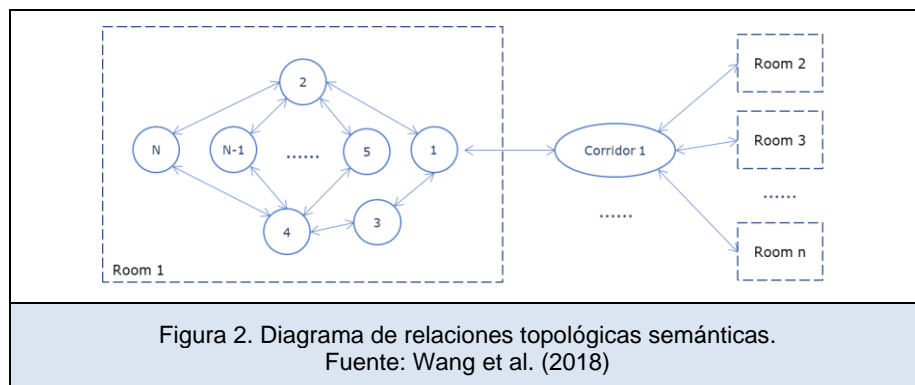 2
N
N-1
......
5
1
4
3
Room 1
Corridor 1
......
Room 2
Room 3
......
Room n
Figura 2. Diagrama de relaciones topológicas semánticas.
Fuente: Wang et al. (2018)